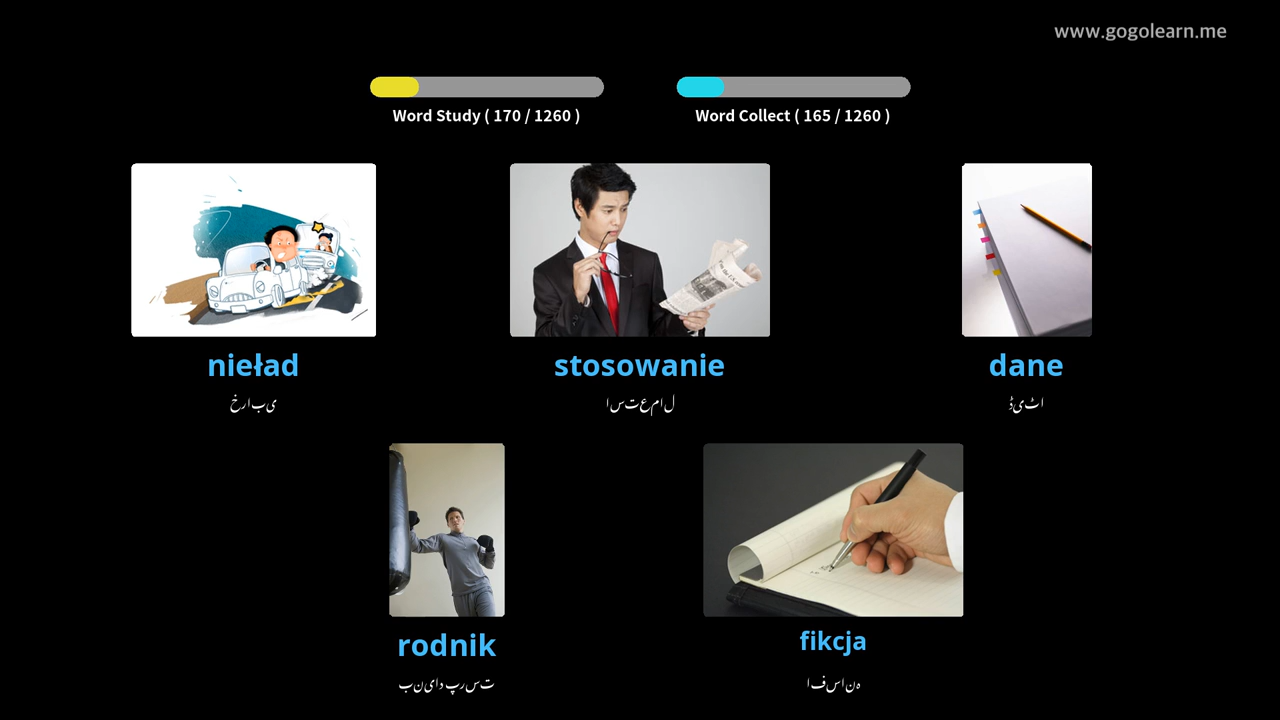 www.gogolearn.me
Word Study ( 170 / 1260 )
Word Collect ( 165 / 1260 )
nieład
خرابی
stosowanie
استعمال
dane
ڈیٹا
rodnik
بنیاد پرست
fikcja
افسانہ